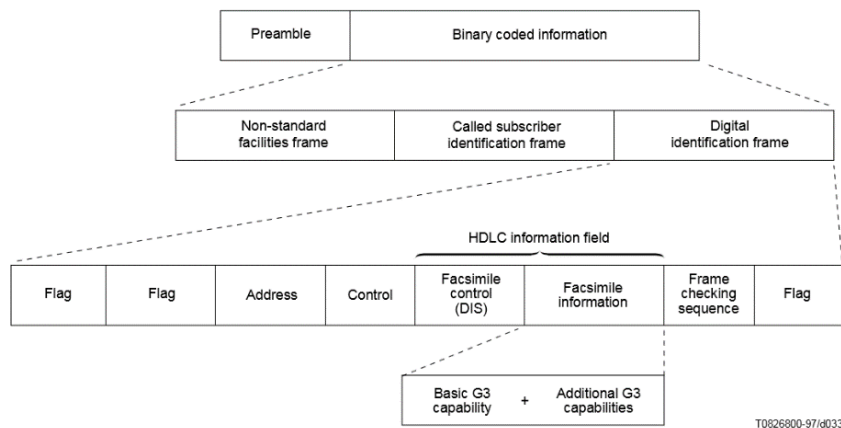 Preamble
Binary coded information
Non-standard
facilities frame
Called subscriber
identification frame
Digital
identification frame
HDLC information field
Flag
Flag
Address
Control
Facsimile
control
(DIS)
Facsimile
information
Frame
checking
sequence
Flag
Basic G3
capability
+
Additional G3
capabilities
T0826800-97/d033